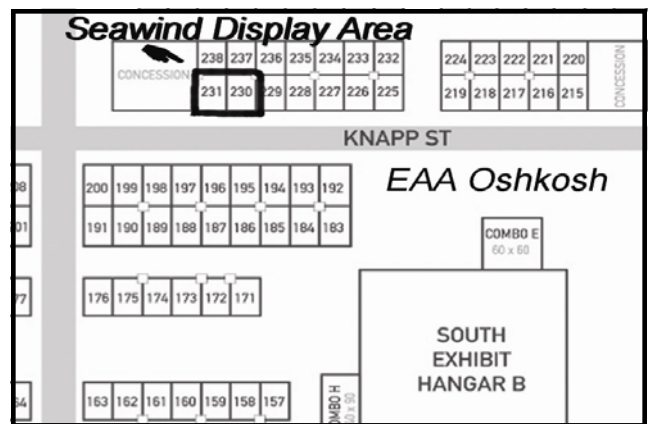 Seawind Display Area
238 237 236 235 234 233 232
224 223 222 221 220
CONCESSION
CONCESSION
231 230 229 228 227 226 225
219 218 217 216 215
KNAPP ST
EAA Oshkosh
200 199 198 197 196 195 194 193 192
191 190 189 188 187 186 185 184 183
COMBO E
60 x 60
176 175 174 173 172 171
SOUTH
EXHIBIT
HANGAR B
163 162 161 160 159 158 157